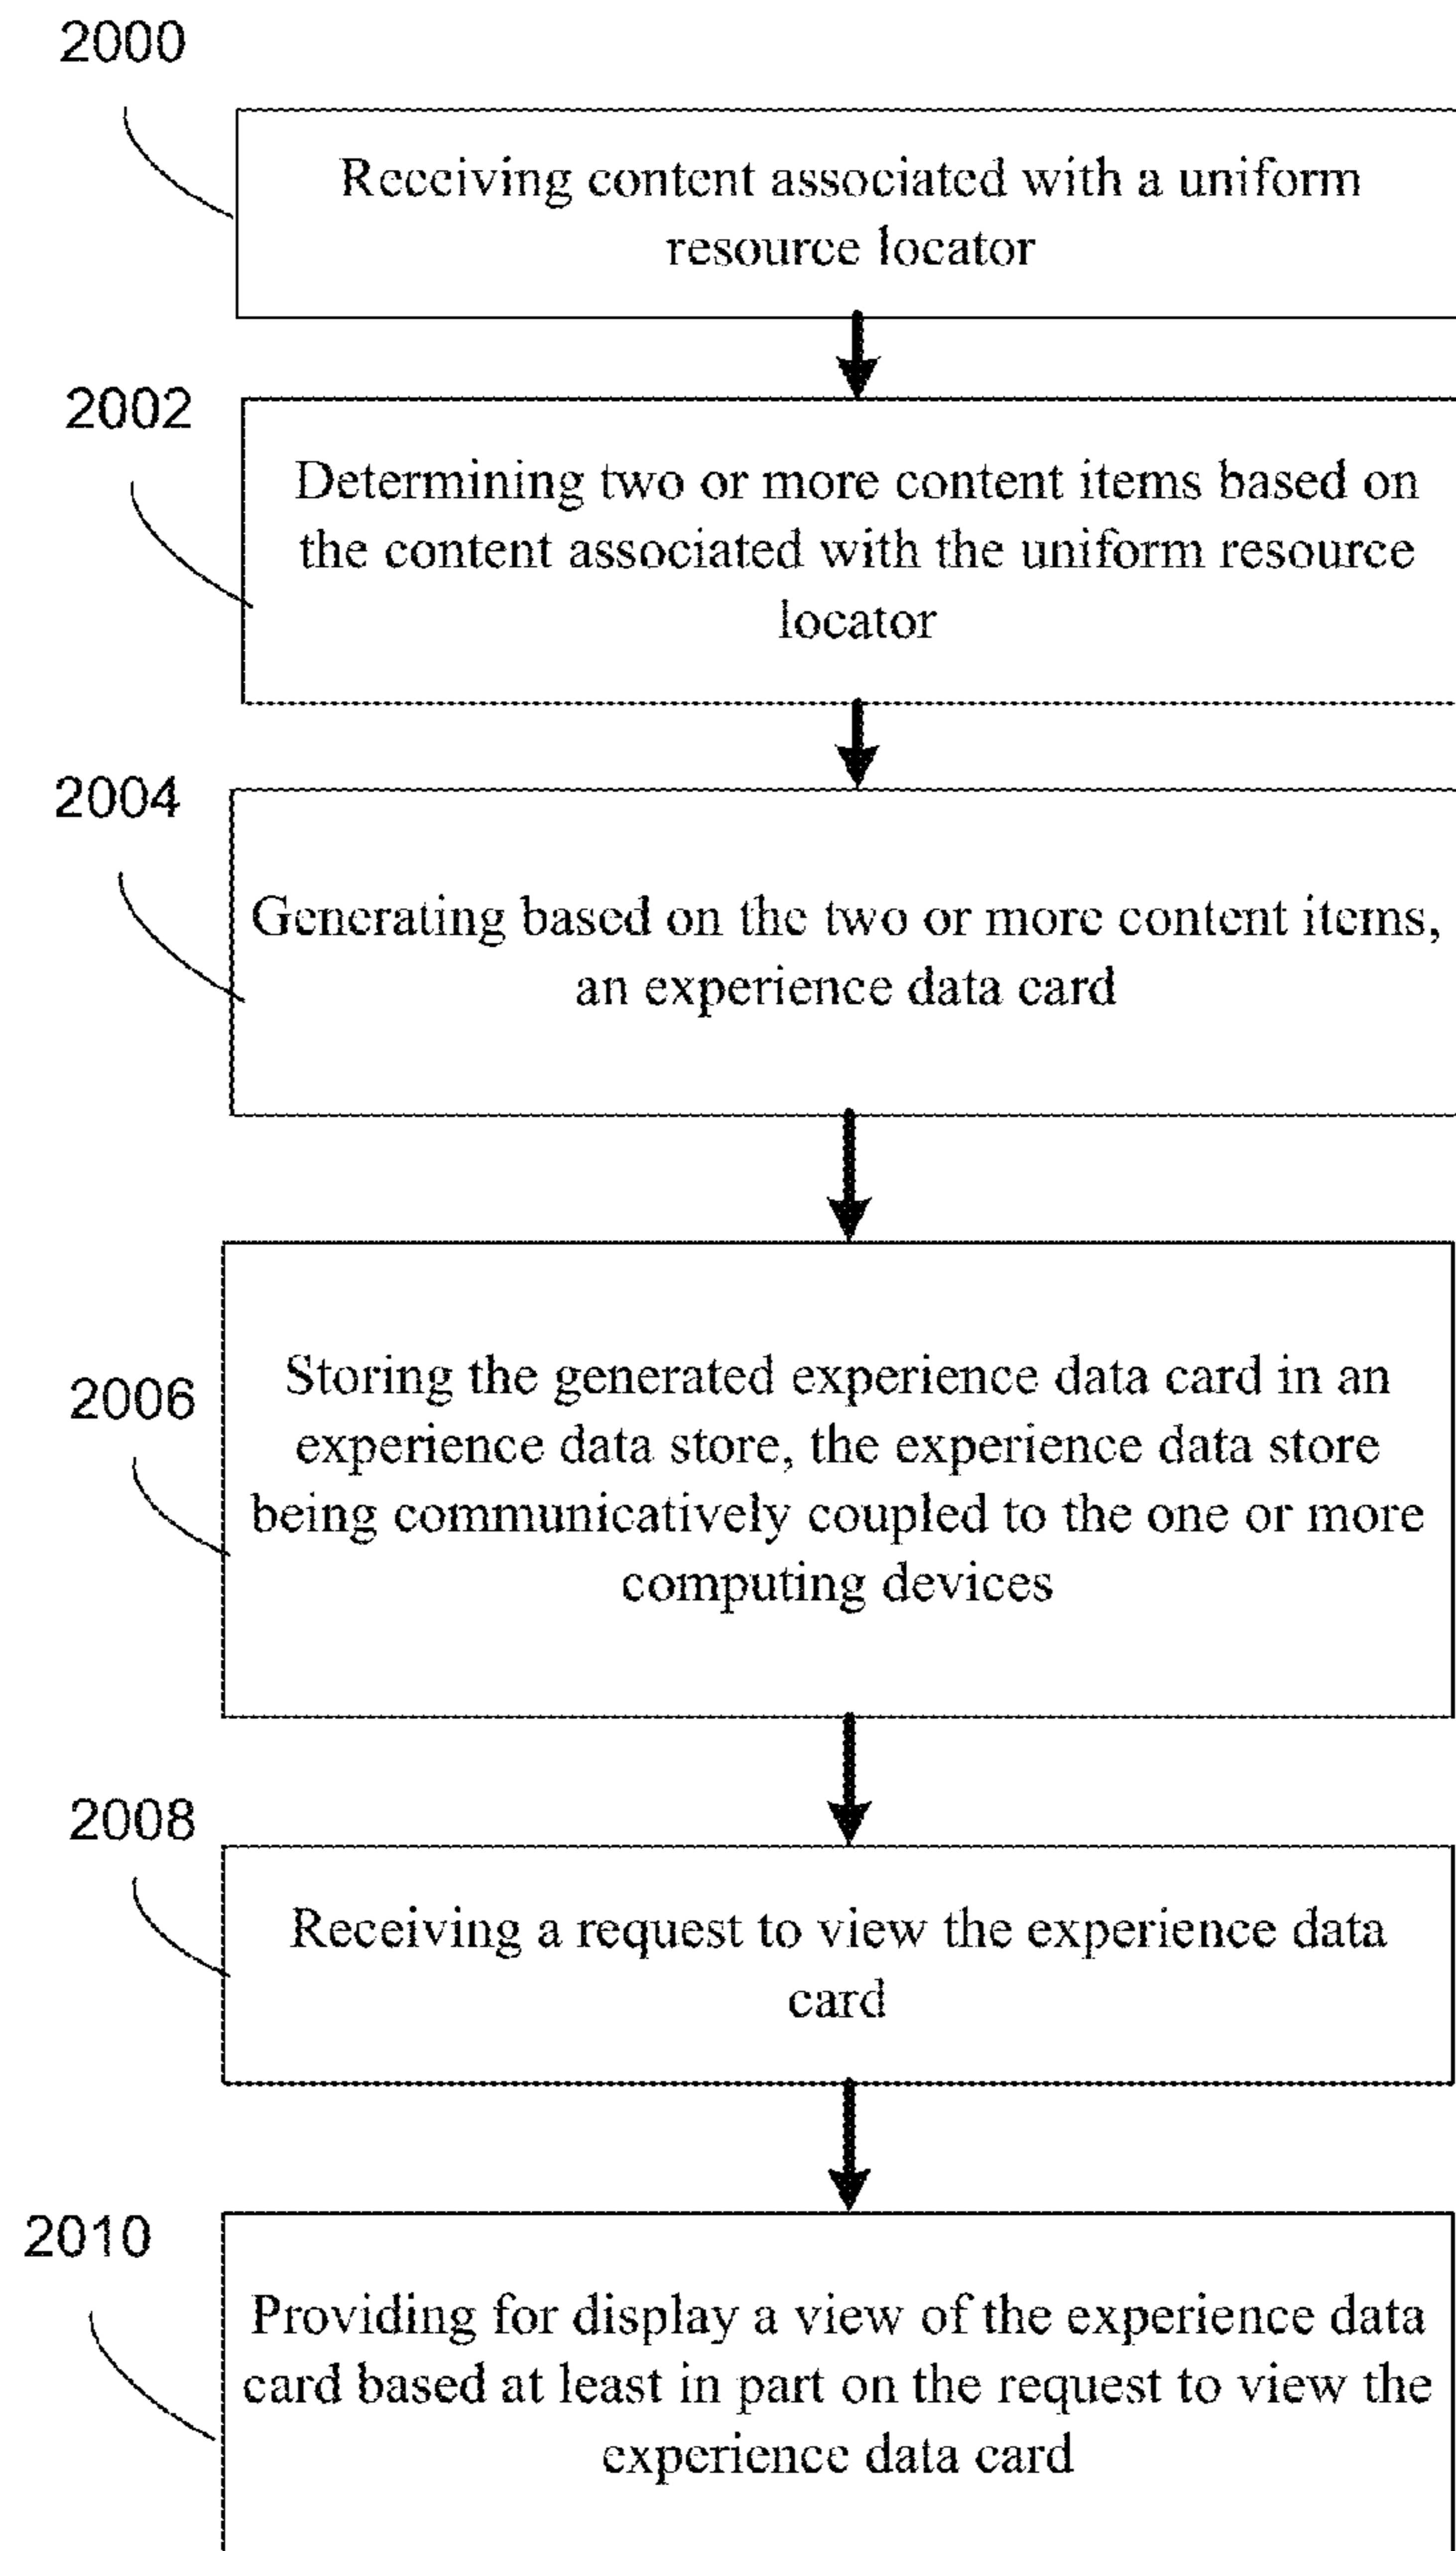 2000
Receiving content associated with a uniform
resource locator
2002
Determining two or more content items based on
the content associated with the uniform resource
locator
2004
Generating based on the two or more content items,
an experience data card
2006
Storing the generated experience data card in an
experience data store, the experience data store
being communicatively coupled to the one or more
computing devices
2008
Receiving a request to view the experience data
card
2010
Providing for display a view of the experience data
card based at least in part on the request to view the
experience data card